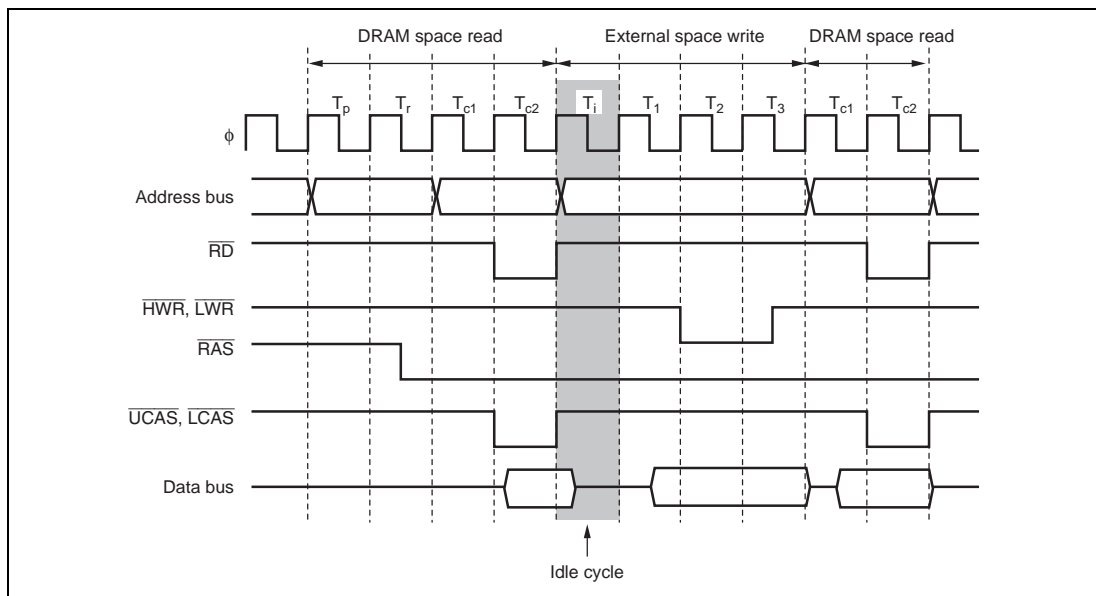 DRAM space read External space write DRAM space read
Tp Tr Tc1 Tc2 Ti T1 T2 T3 Tc1 Tc2
ϕ
Address bus
RD
HWR, LWR
RAS
UCAS, LCAS
Data bus
Idle cycle